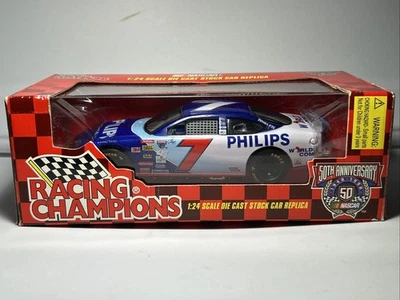 1:24 SCALE DIE CAST STOCK CAR REPLICA
WARNING:
PHILIPS
7
RACING
CHAMPIONS®
1:24 SCALE DIE CAST STOCK CAR REPLICA
50TH ANNIVERSARY
50
NASCAR